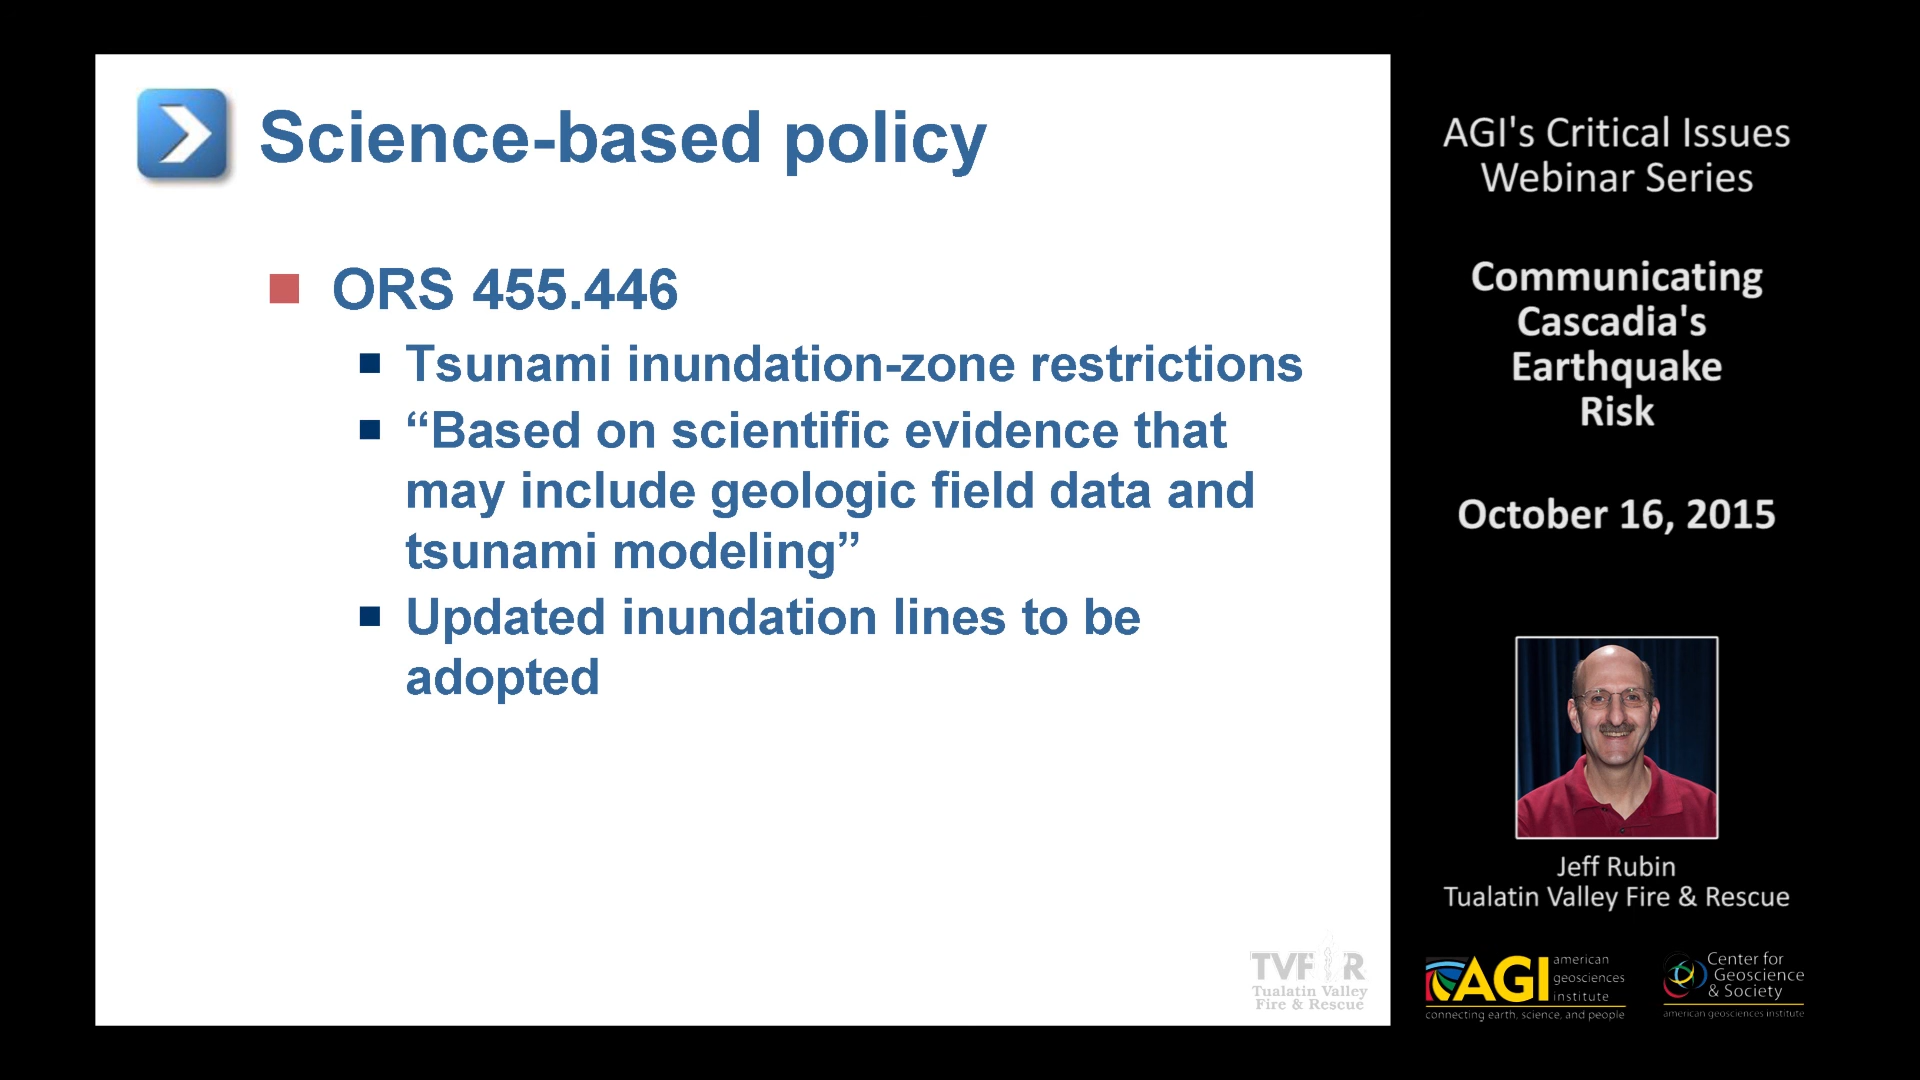 Science-based policy
ORS 455.446
Tsunami inundation-zone restrictions
“Based on scientific evidence that
may include geologic field data and
tsunami modeling”
Updated inundation lines to be
adopted
TVF&R
Tualatin Valley
Fire & Rescue
AGI's Critical Issues
Webinar Series
Communicating
Cascadia's
Earthquake
Risk
October 16, 2015
Jeff Rubin
Tualatin Valley Fire & Rescue
AGI american
geosciences
institute
connecting earth, science, and people
Center for
Geoscience
& Society
american geosciences institute